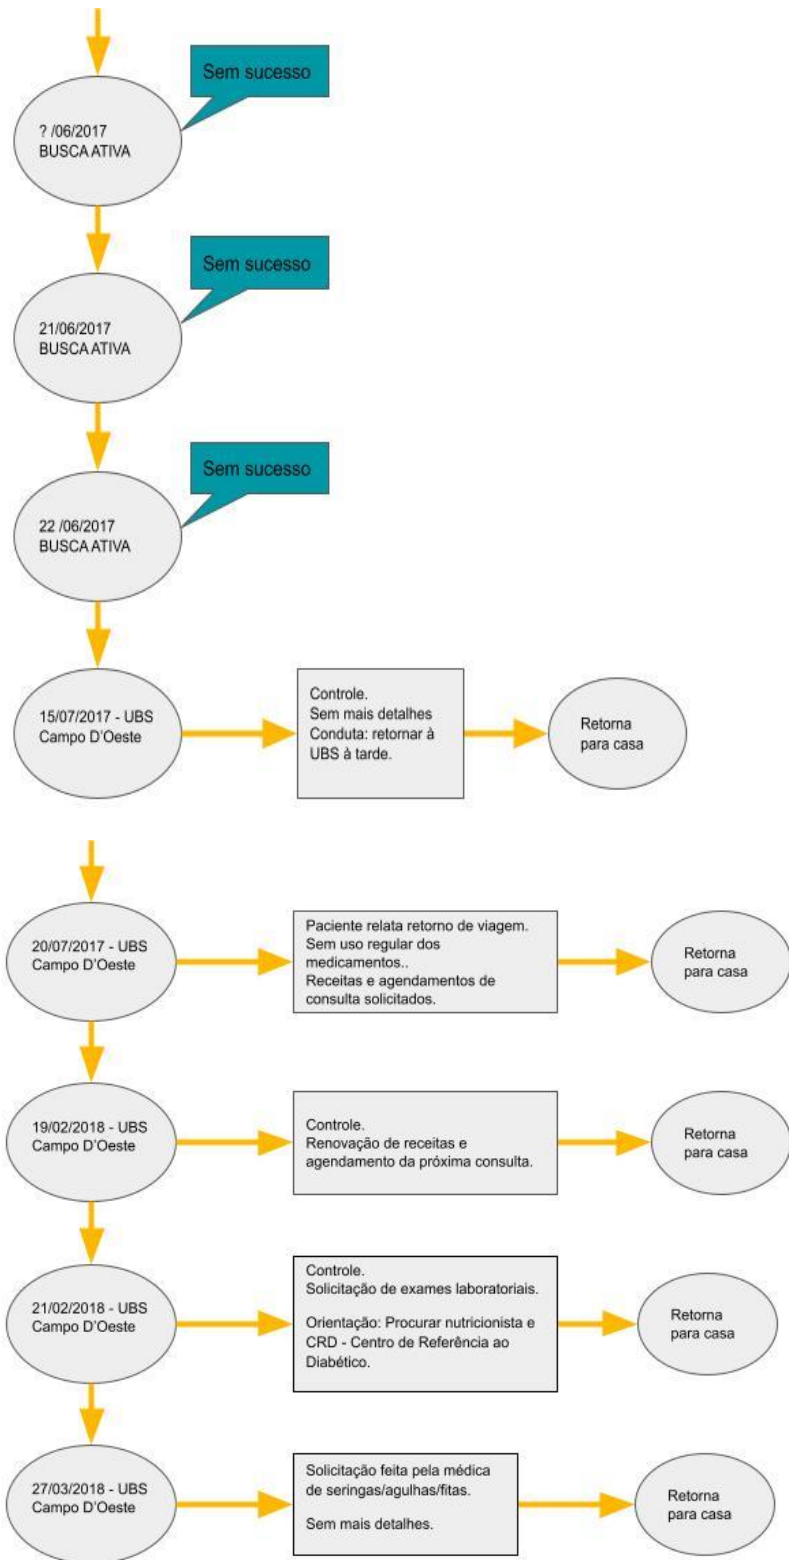 Sem sucesso
? /06/2017
BUSCA ATIVA
Sem sucesso
21/06/2017
BUSCA ATIVA
Sem sucesso
22 /06/2017
BUSCA ATIVA
15/07/2017 - UBS
Campo D'Oeste
Controle.
Sem mais detalhes
Conduta: retornar à
UBS à tarde.
Retorna
para casa
20/07/2017 - UBS
Campo D'Oeste
Paciente relata retorno de viagem.
Sem uso regular dos
medicamentos..
Receitas e agendamentos de
consulta solicitados.
Retorna
para casa
19/02/2018 - UBS
Campo D'Oeste
Controle.
Renovação de receitas e
agendamento da próxima consulta.
Retorna
para casa
21/02/2018 - UBS
Campo D'Oeste
Controle.
Solicitação de exames laboratoriais.
Orientação: Procurar nutricionista e
CRD - Centro de Referência ao
Diabético.
Retorna
para casa
27/03/2018 - UBS
Campo D'Oeste
Solicitação feita pela médica
de seringas/agulhas/fitas.
Sem mais detalhes.
Retorna
para casa